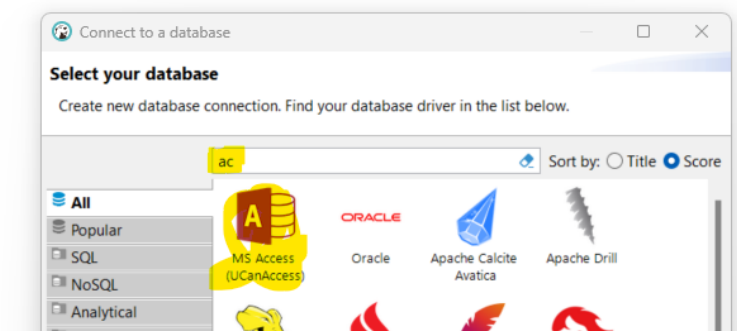 Connect to a database
Select your database
Create new database connection. Find your database driver in the list below.
ac
Sort by: Title Score
All
Popular
SQL
NoSQL
Analytical
A
MS Access
(UCanAccess)
ORACLE
Oracle
Apache Calcite
Avatica
Apache Drill